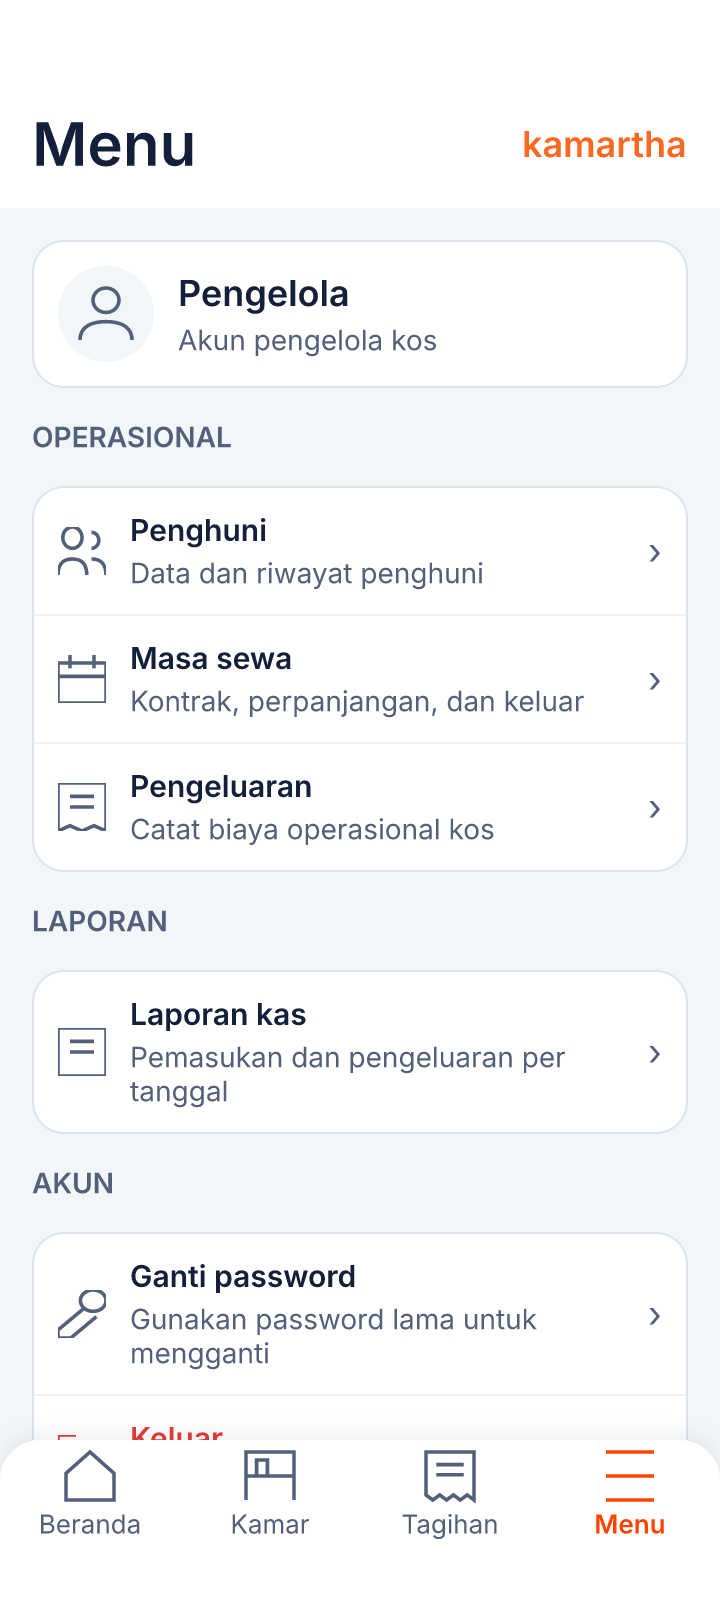 Menu
kamartha
Pengelola
Akun pengelola kos
OPERASIONAL
Penghuni
Data dan riwayat penghuni
Masa sewa
Kontrak, perpanjangan, dan keluar
Pengeluaran
Catat biaya operasional kos
LAPORAN
Laporan kas
Pemasukan dan pengeluaran per
tanggal
AKUN
Ganti password
Gunakan password lama untuk
mengganti
Keluar
Beranda
Kamar
Tagihan
Menu